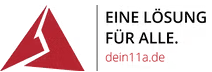 EINE LÖSUNG
FÜR ALLE.
dein11a.de